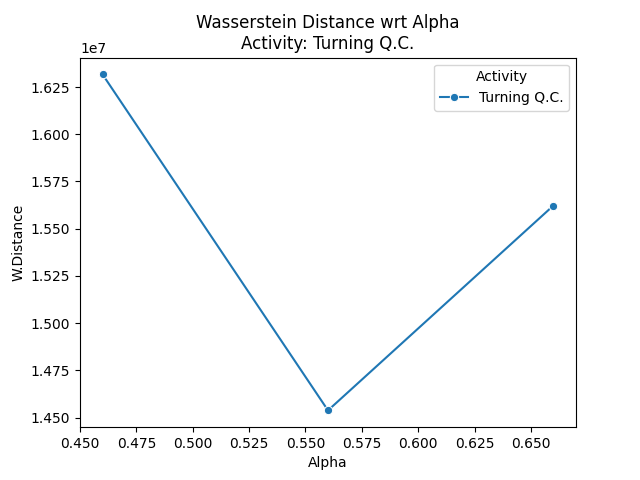 Wasserstein Distance wrt Alpha
Activity: Turning Q.C.
1e7
Activity
Turning Q.C.
1.625
1.600
1.575
1.550
1.525
1.500
1.475
1.450
W.Distance
0.450 0.475 0.500 0.525 0.550 0.575 0.600 0.625 0.650
Alpha